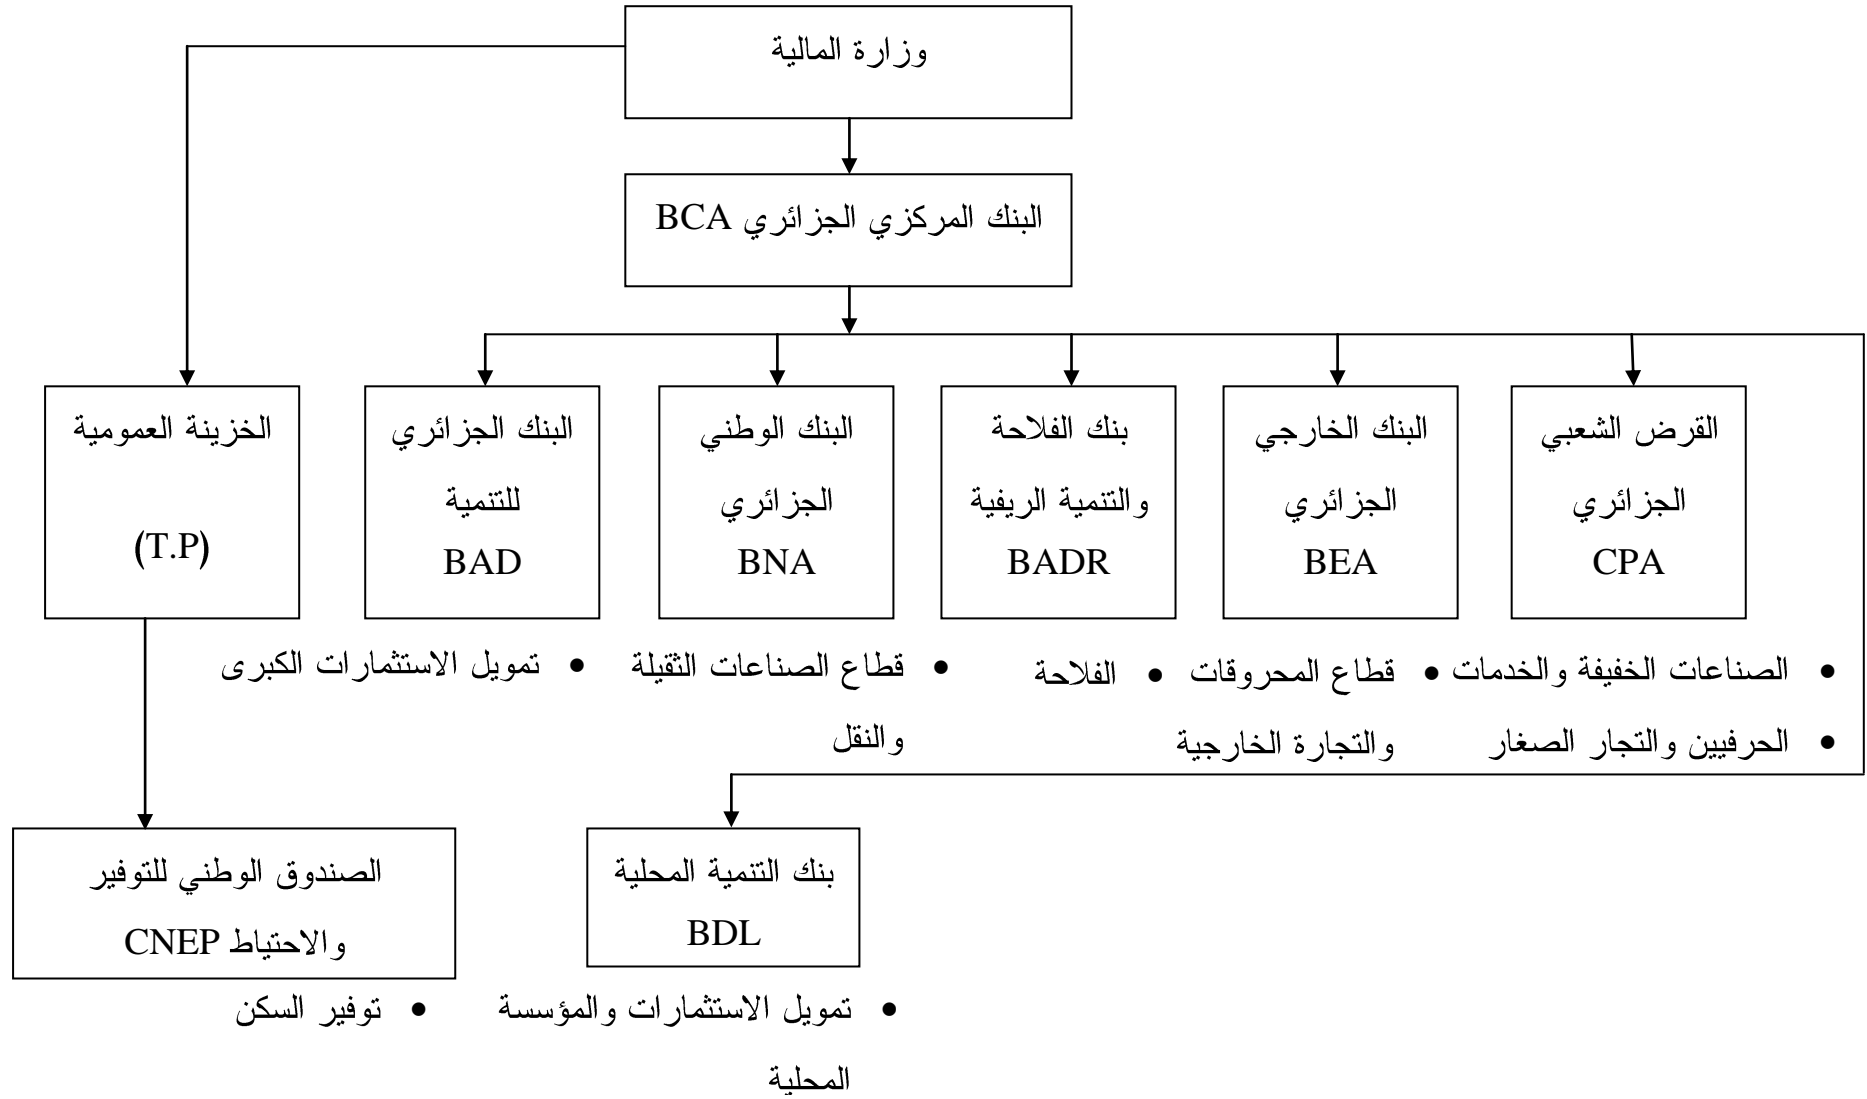 وزارة المالية
البنك المركزي الجزائري BCA
القرض الشعبي
الجزائري
CPA
البنك الخارجي
الجزائري
BEA
بنك الفلاحة
والتنمية الريفية
BADR
البنك الوطني
الجزائري
BNA
البنك الجزائري
للتنمية
BAD
الخزينة العمومية
(T.P)
• الصناعات الخفيفة والخدمات
• الحرفيين والتجار الصغار
• قطاع المحروقات
والتجارة الخارجية
• الفلاحة
• قطاع الصناعات الثقيلة
والنقل
• تمويل الاستثمارات الكبرى
بنك التنمية المحلية
BDL
• تمويل الاستثمارات والمؤسسة
المحلية
الصندوق الوطني للتوفير
والاحتياط CNEP
• توفير السكن